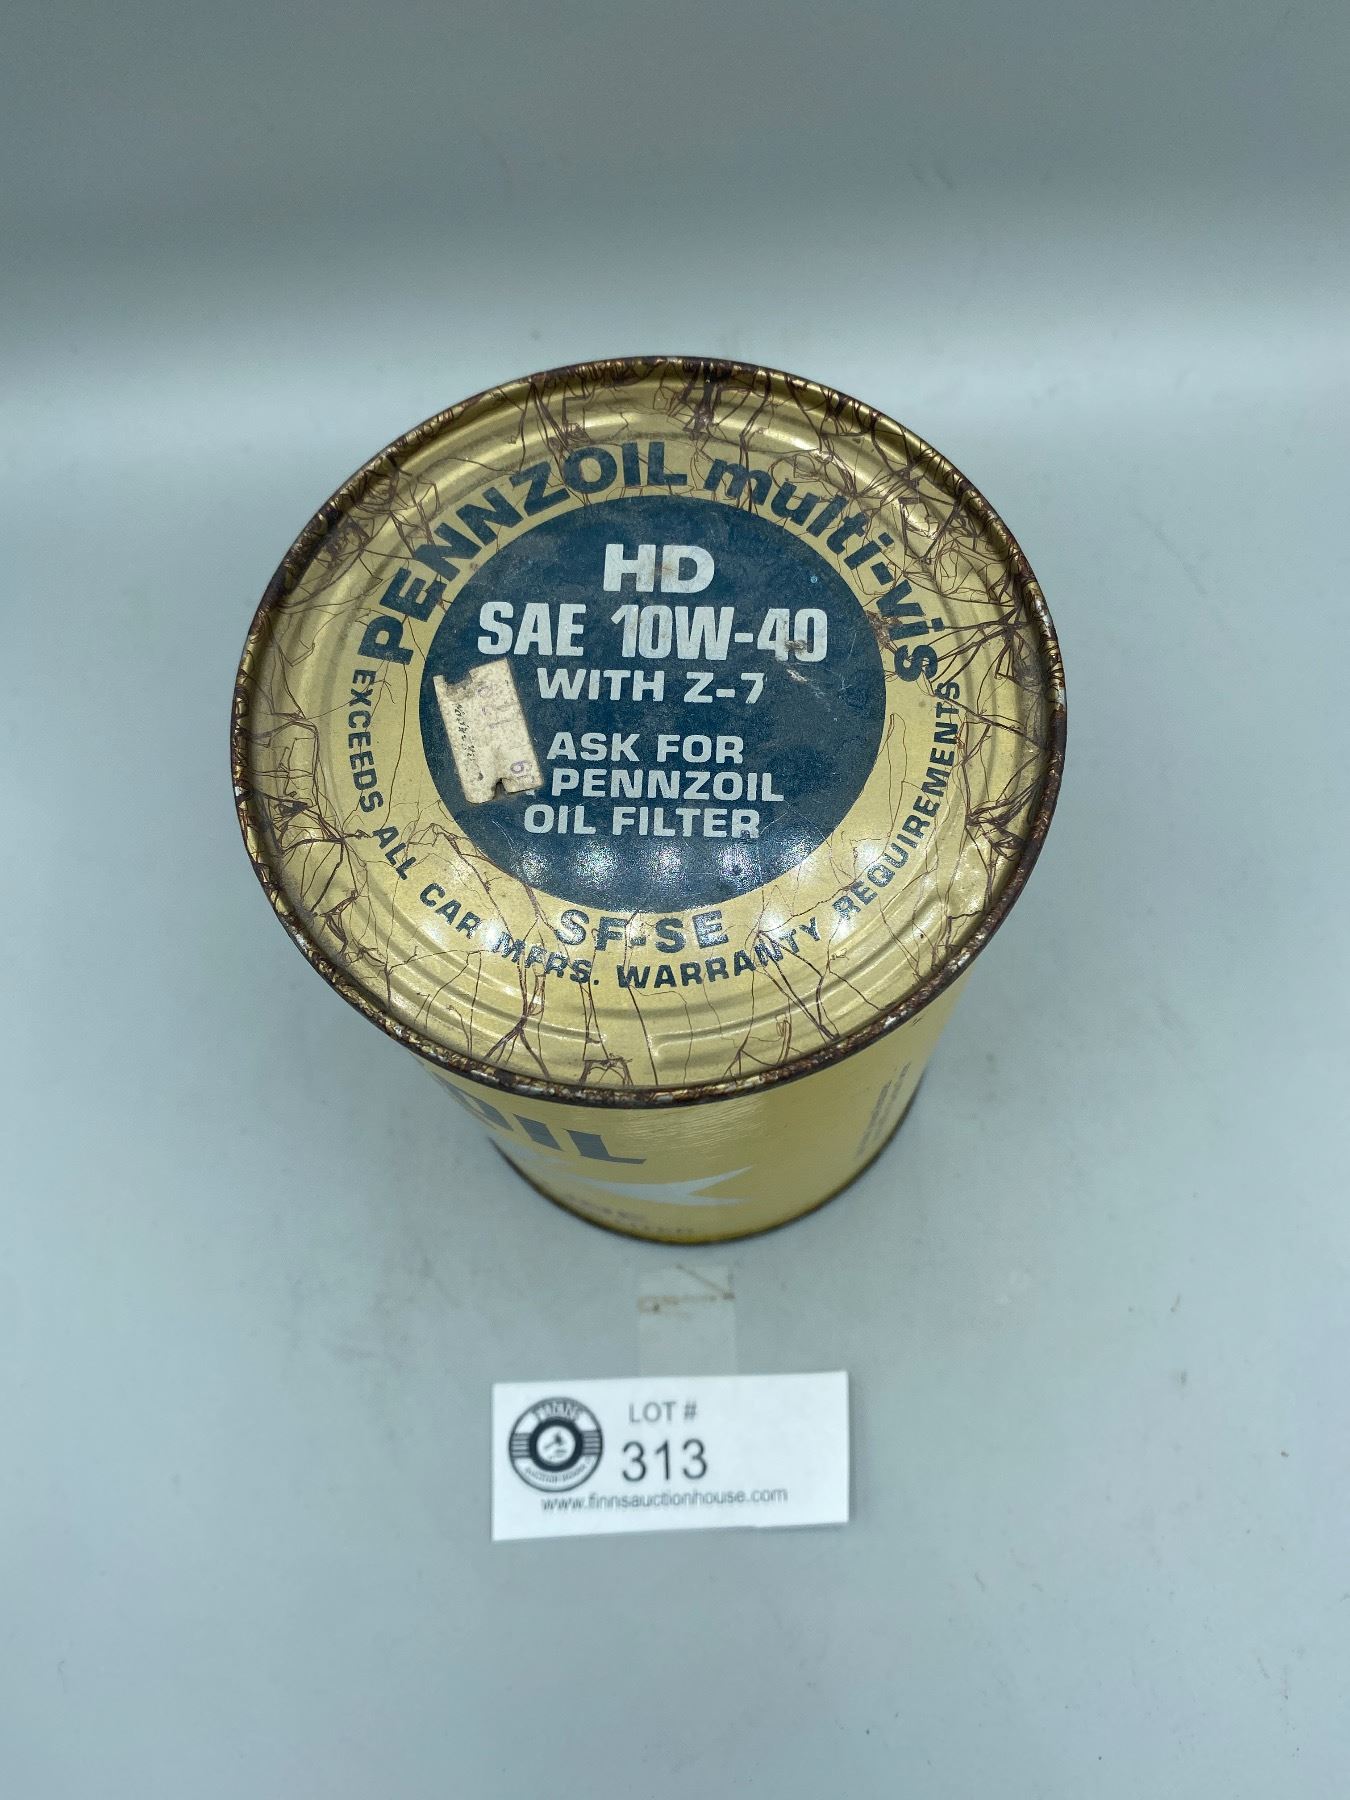 PENNZOIL multi-vis
HD
SAE 10W-40
WITH Z-7
ASK FOR
PENNZOIL
OIL FILTER
SF-SE
EXCEEDS ALL CAR MFRS. WARRANTY REQUIREMENTS
OIL
LOT #
313
www.finnsauctionhouse.com